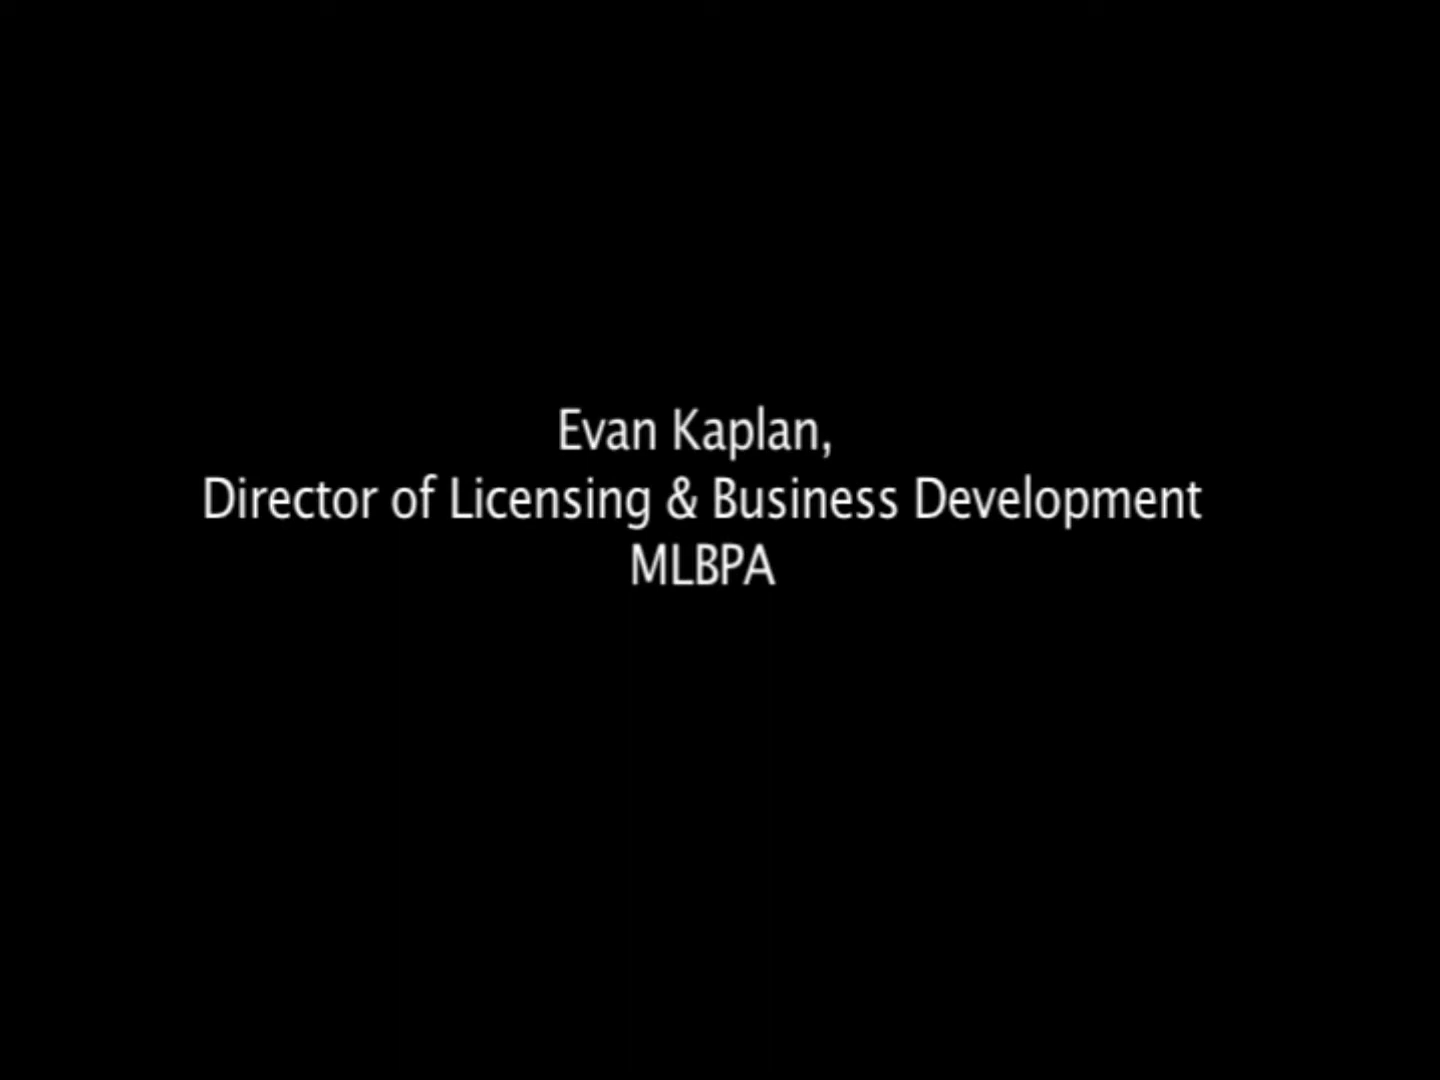 Evan Kaplan,
Director of Licensing & Business Development
MLBPA